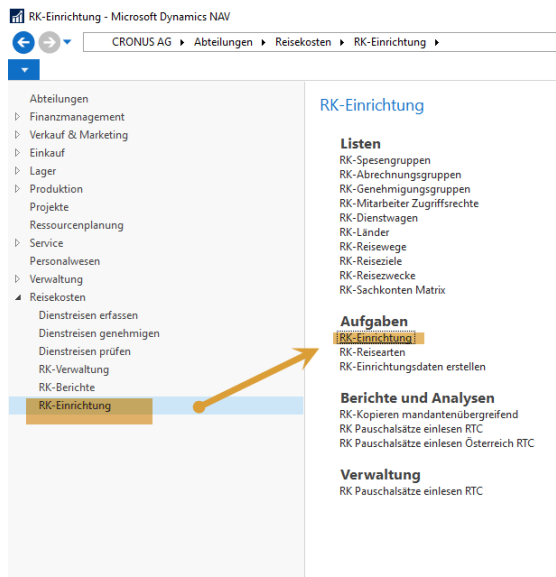 RK-Einrichtung - Microsoft Dynamics NAV
CRONUS AG ▸ Abteilungen ▸ Reisekosten ▸ RK-Einrichtung ▸
Abteilungen
Finanzmanagement
Verkauf & Marketing
Einkauf
Lager
Produktion
Projekte
Ressourcenplanung
Service
Personalwesen
Verwaltung
Reisekosten
Dienstreisen erfassen
Dienstreisen genehmigen
Dienstreisen prüfen
RK-Verwaltung
RK-Berichte
RK-Einrichtung
RK-Einrichtung
Listen
RK-Spesengruppen
RK-Abrechnungsgruppen
RK-Genehmigungsgruppen
RK-Mitarbeiter Zugriffsrechte
RK-Dienstwagen
RK-Länder
RK-Reisewege
RK-Reiseziele
RK-Reisezwecke
RK-Sachkonten Matrix
Aufgaben
RK-Einrichtung
RK-Reisearten
RK-Einrichtungsdaten erstellen
Berichte und Analysen
RK-Kopieren mandantenübergreifend
RK Pauschalsätze einlesen RTC
RK Pauschalsätze einlesen Österreich RTC
Verwaltung
RK Pauschalsätze einlesen RTC